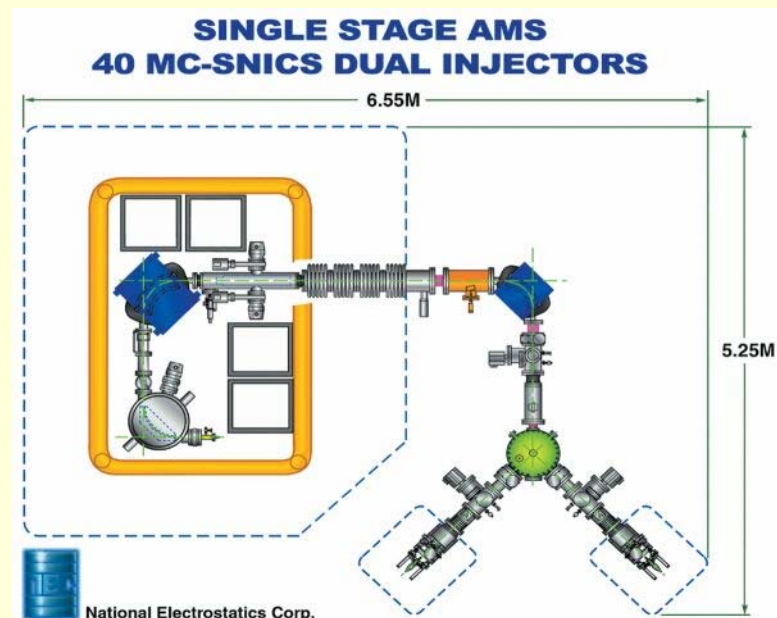 SINGLE STAGE AMS
40 MC-SNICS DUAL INJECTORS
6.55M
5.25M
National Electrostatics Corp.